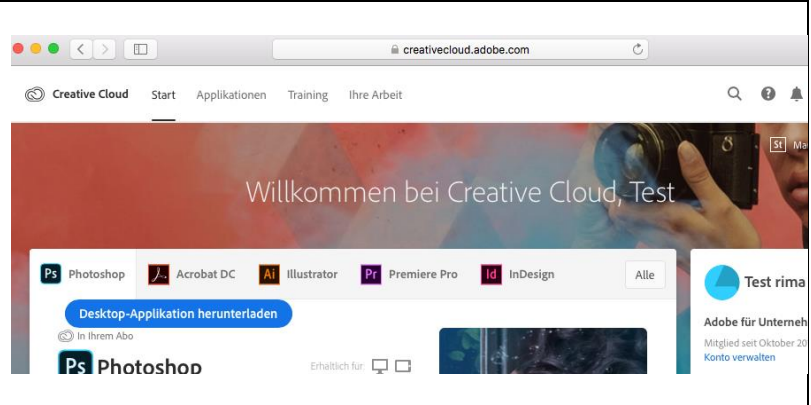 creativecloud.adobe.com
Creative Cloud Start Applikationen Training Ihre Arbeit
St
Willkommen bei Creative Cloud, Test
Ps Photoshop Acrobat DC Ai Illustrator Pr Premiere Pro Id InDesign Alle
Test rima
Desktop-Applikation herunterladen
Adobe für Unterneh
In Ihrem Abo
Mitglied seit Oktober 20
Ps Photoshop Erhältlich für:
Konto verwalten